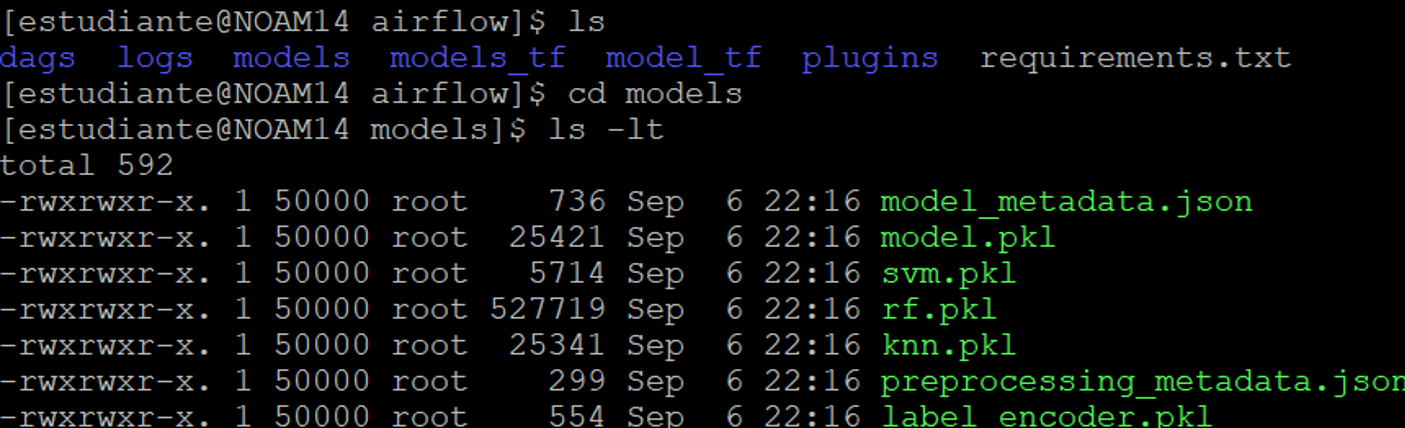 [estudiante@NOAM14 airflow]$ ls
dags logs models models_tf model_tf plugins requirements.txt
[estudiante@NOAM14 airflow]$ cd models
[estudiante@NOAM14 models]$ ls -lt
total 592
-rwxrwxr-x. 1 50000 root 736 Sep 6 22:16 model_metadata.json
-rwxrwxr-x. 1 50000 root 25421 Sep 6 22:16 model.pkl
-rwxrwxr-x. 1 50000 root 5714 Sep 6 22:16 svm.pkl
-rwxrwxr-x. 1 50000 root 527719 Sep 6 22:16 rf.pkl
-rwxrwxr-x. 1 50000 root 25341 Sep 6 22:16 knn.pkl
-rwxrwxr-x. 1 50000 root 299 Sep 6 22:16 preprocessing_metadata.json
-rwxrwxr-x. 1 50000 root 554 Sep 6 22:16 label_encoder.pkl